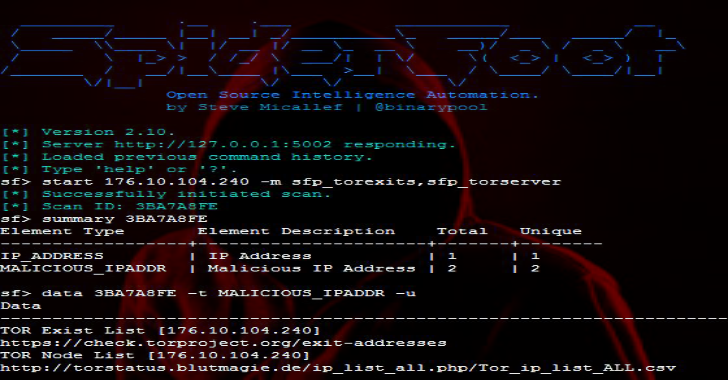 SpiderFoot
Open Source Intelligence Automation.
by Steve Micallef | @binarypool
[*] Version 2.10.
[*] Server http://127.0.0.1:5002 responding.
[*] Loaded previous command history.
[*] Type 'help' or '?'.
sf> start 176.10.104.240 -m sfp_torexits,sfp_torserver
[*] Successfully initiated scan.
[*] Scan ID: 3BA7A8FE
sf> summary 3BA7A8FE
Element Type | Element Description | Total | Unique
IP_ADDRESS | IP Address | 1 | 1
MALICIOUS_IPADDR | Malicious IP Address | 2 | 2
sf> data 3BA7A8FE -t MALICIOUS_IPADDR -u
Data
TOR Exist List [176.10.104.240]
https://check.torproject.org/exit-addresses
TOR Node List [176.10.104.240]
http://torstatus.blutmagie.de/ip_list_all.php/Tor_ip_list_ALL.csv